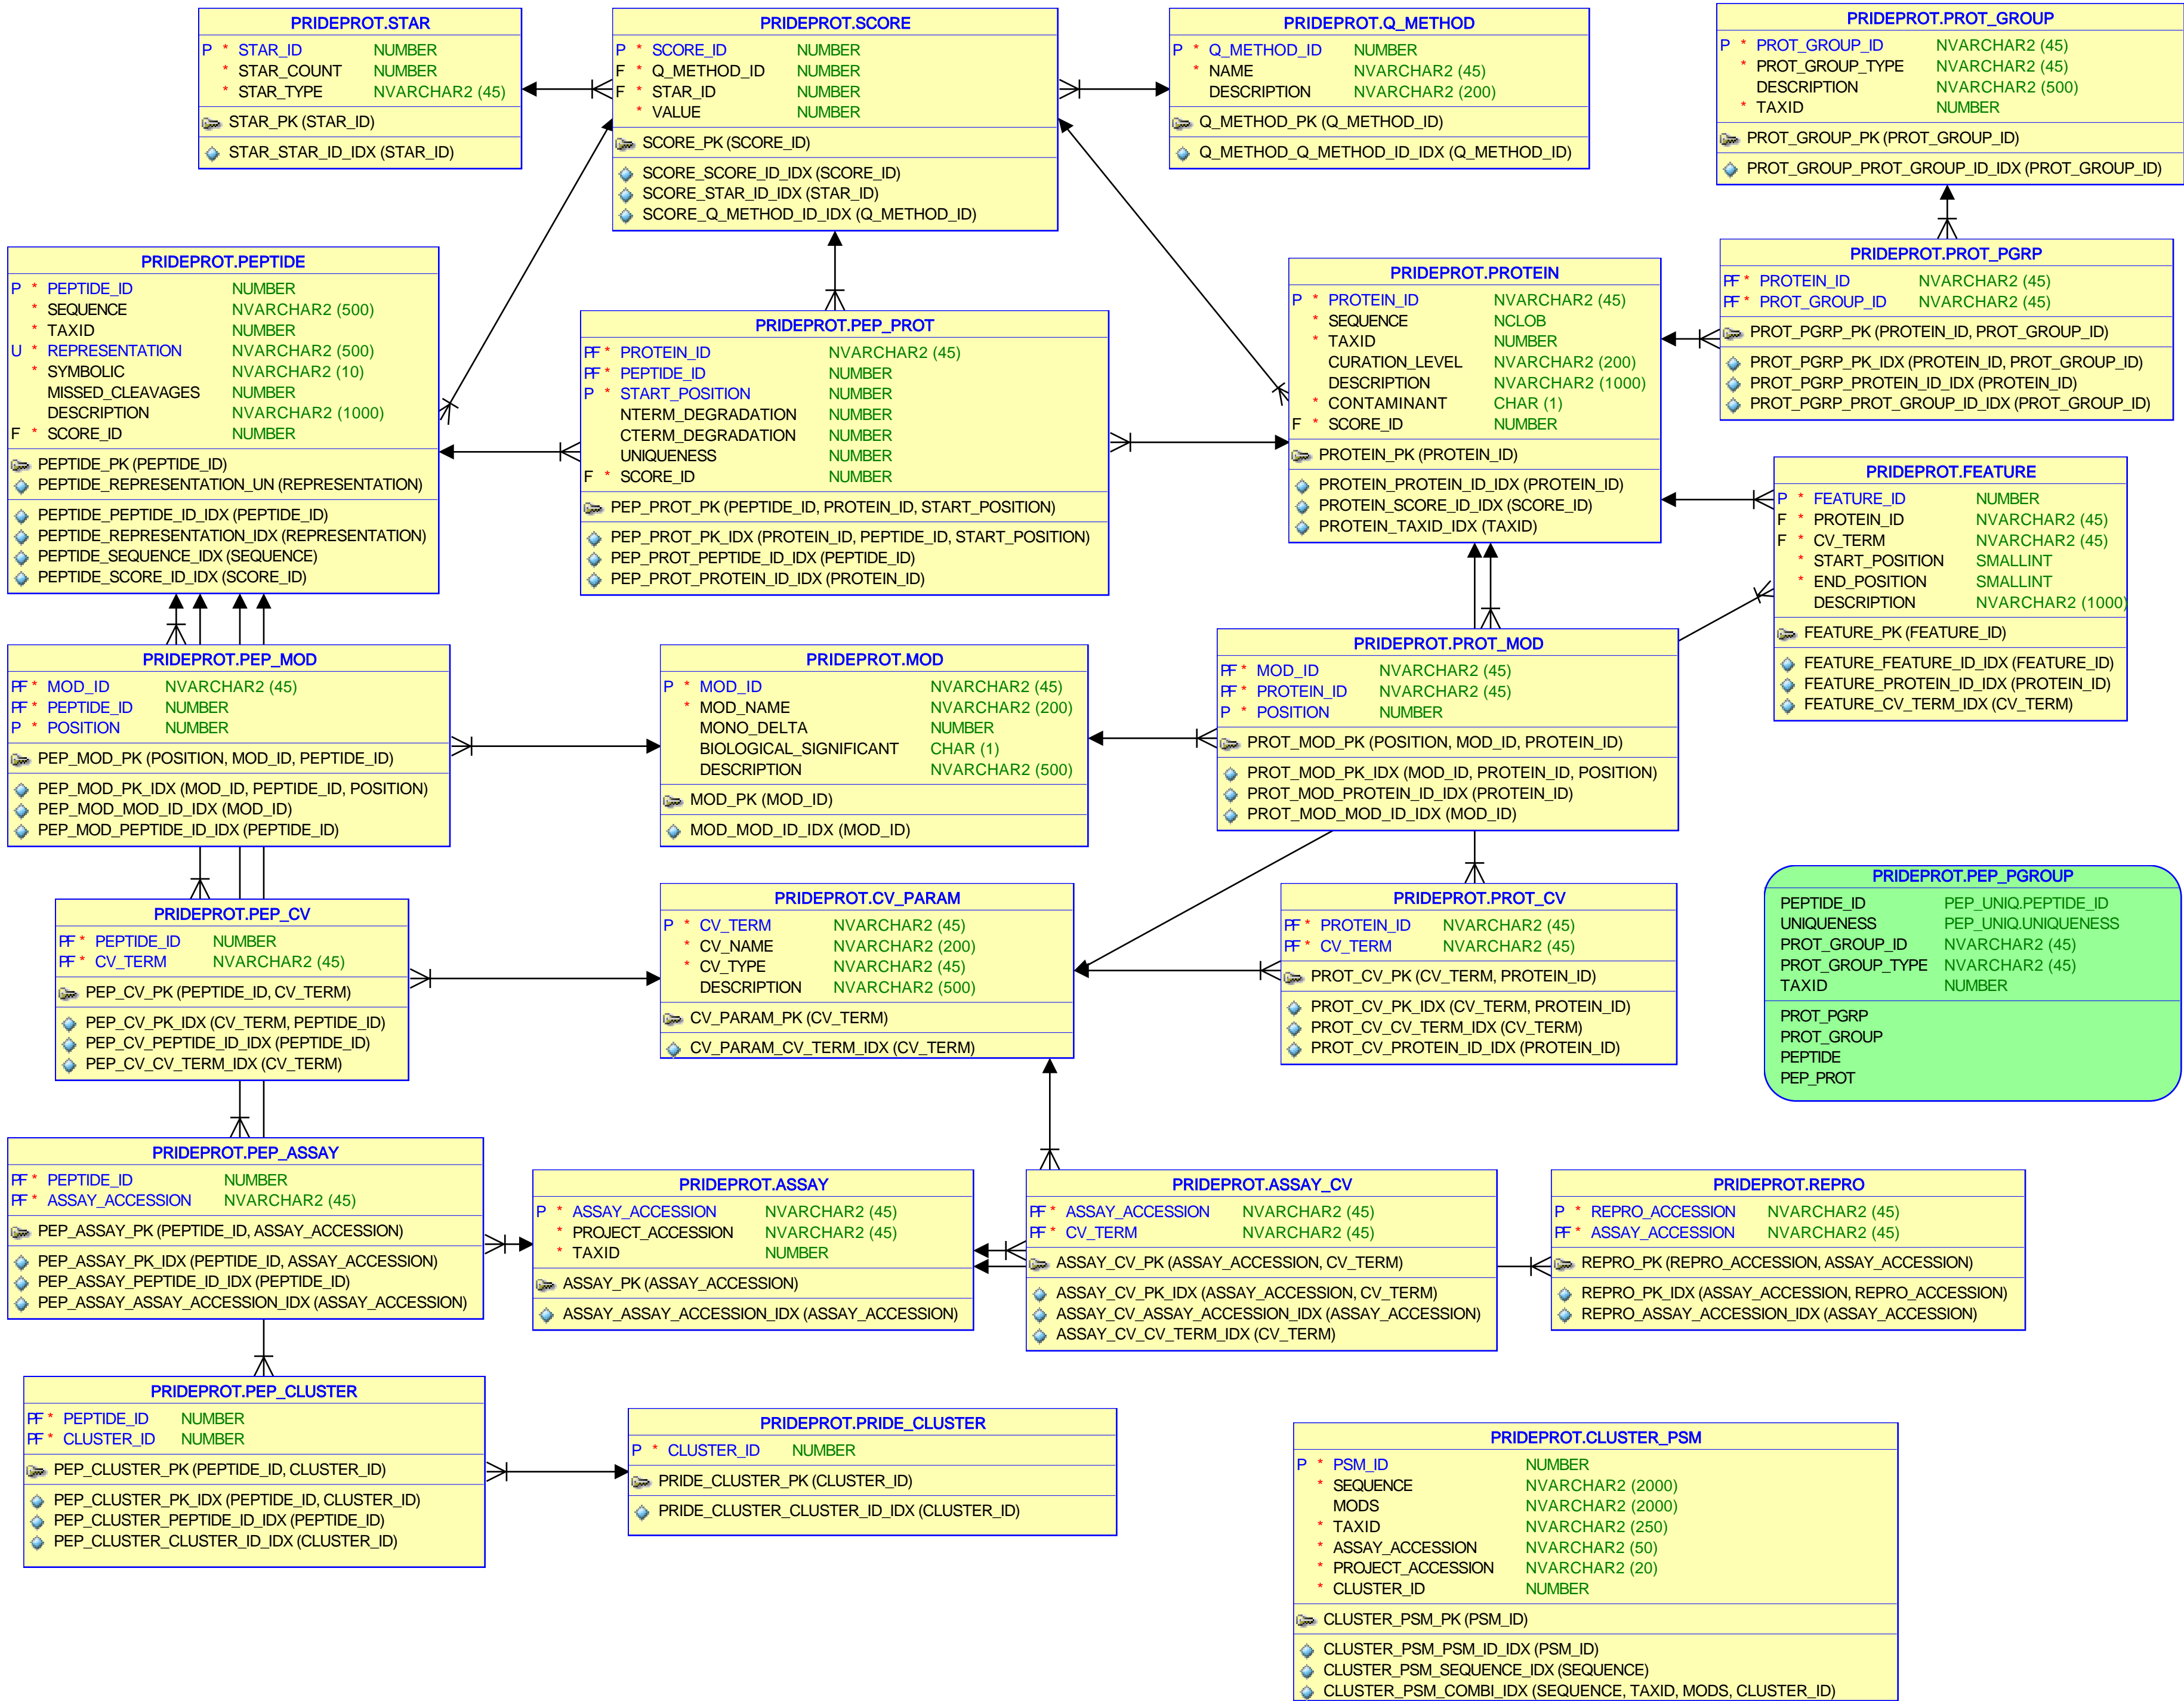 PRIDEPROT.STAR
P * STAR_ID NUMBER
* STAR_COUNT NUMBER
* STAR_TYPE NVARCHAR2 (45)
STAR_PK (STAR_ID)
STAR_STAR_ID_IDX (STAR_ID)
PRIDEPROT.SCORE
P * SCORE_ID NUMBER
F * Q_METHOD_ID NUMBER
F * STAR_ID NUMBER
* VALUE NUMBER
SCORE_PK (SCORE_ID)
SCORE_SCORE_ID_IDX (SCORE_ID)
SCORE_STAR_ID_IDX (STAR_ID)
SCORE_Q_METHOD_ID_IDX (Q_METHOD_ID)
PRIDEPROT.Q_METHOD
P * Q_METHOD_ID NUMBER
* NAME NVARCHAR2 (45)
DESCRIPTION NVARCHAR2 (200)
Q_METHOD_PK (Q_METHOD_ID)
Q_METHOD_Q_METHOD_ID_IDX (Q_METHOD_ID)
PRIDEPROT.PROT_GROUP
P * PROT_GROUP_ID NVARCHAR2 (45)
* PROT_GROUP_TYPE NVARCHAR2 (45)
DESCRIPTION NVARCHAR2 (500)
* TAXID NUMBER
PROT_GROUP_PK (PROT_GROUP_ID)
PROT_GROUP_PROT_GROUP_ID_IDX (PROT_GROUP_ID)
PRIDEPROT.PEPTIDE
P * PEPTIDE_ID NUMBER
* SEQUENCE NVARCHAR2 (500)
* TAXID NUMBER
U * REPRESENTATION NVARCHAR2 (500)
* SYMBOLIC NVARCHAR2 (10)
MISSED_CLEAVAGES NUMBER
DESCRIPTION NVARCHAR2 (1000)
F * SCORE_ID NUMBER
PEPTIDE_PK (PEPTIDE_ID)
PEPTIDE_REPRESENTATION_UN (REPRESENTATION)
PEPTIDE_PEPTIDE_ID_IDX (PEPTIDE_ID)
PEPTIDE_REPRESENTATION_IDX (REPRESENTATION)
PEPTIDE_SEQUENCE_IDX (SEQUENCE)
PEPTIDE_SCORE_ID_IDX (SCORE_ID)
PRIDEPROT.PEP_PROT
PF * PROTEIN_ID NVARCHAR2 (45)
PF * PEPTIDE_ID NUMBER
P * START_POSITION NUMBER
NTERM_DEGRADATION NUMBER
CTERM_DEGRADATION NUMBER
UNIQUENESS NUMBER
F * SCORE_ID NUMBER
PEP_PROT_PK (PEPTIDE_ID, PROTEIN_ID, START_POSITION)
PEP_PROT_PK_IDX (PROTEIN_ID, PEPTIDE_ID, START_POSITION)
PEP_PROT_PEPTIDE_ID_IDX (PEPTIDE_ID)
PEP_PROT_PROTEIN_ID_IDX (PROTEIN_ID)
PRIDEPROT.PROTEIN
P * PROTEIN_ID NVARCHAR2 (45)
* SEQUENCE NCLOB
* TAXID NUMBER
CURATION_LEVEL NVARCHAR2 (200)
DESCRIPTION NVARCHAR2 (1000)
* CONTAMINANT CHAR (1)
F * SCORE_ID NUMBER
PROTEIN_PK (PROTEIN_ID)
PROTEIN_PROTEIN_ID_IDX (PROTEIN_ID)
PROTEIN_SCORE_ID_IDX (SCORE_ID)
PROTEIN_TAXID_IDX (TAXID)
PRIDEPROT.PROT_PGRP
PF * PROTEIN_ID NVARCHAR2 (45)
PF * PROT_GROUP_ID NVARCHAR2 (45)
PROT_PGRP_PK (PROTEIN_ID, PROT_GROUP_ID)
PROT_PGRP_PK_IDX (PROTEIN_ID, PROT_GROUP_ID)
PROT_PGRP_PROTEIN_ID_IDX (PROTEIN_ID)
PROT_PGRP_PROT_GROUP_ID_IDX (PROT_GROUP_ID)
PRIDEPROT.FEATURE
P * FEATURE_ID NUMBER
F * PROTEIN_ID NVARCHAR2 (45)
F * CV_TERM NVARCHAR2 (45)
* START_POSITION SMALLINT
* END_POSITION SMALLINT
DESCRIPTION NVARCHAR2 (1000)
FEATURE_PK (FEATURE_ID)
FEATURE_FEATURE_ID_IDX (FEATURE_ID)
FEATURE_PROTEIN_ID_IDX (PROTEIN_ID)
FEATURE_CV_TERM_IDX (CV_TERM)
PRIDEPROT.PEP_MOD
PF * MOD_ID NVARCHAR2 (45)
PF * PEPTIDE_ID NUMBER
P * POSITION NUMBER
PEP_MOD_PK (POSITION, MOD_ID, PEPTIDE_ID)
PEP_MOD_PK_IDX (MOD_ID, PEPTIDE_ID, POSITION)
PEP_MOD_MOD_ID_IDX (MOD_ID)
PEP_MOD_PEPTIDE_ID_IDX (PEPTIDE_ID)
PRIDEPROT.MOD
P * MOD_ID NVARCHAR2 (45)
* MOD_NAME NVARCHAR2 (200)
MONO_DELTA NUMBER
BIOLOGICAL_SIGNIFICANT CHAR (1)
DESCRIPTION NVARCHAR2 (500)
MOD_PK (MOD_ID)
MOD_MOD_ID_IDX (MOD_ID)
PRIDEPROT.PROT_MOD
PF * MOD_ID NVARCHAR2 (45)
PF * PROTEIN_ID NVARCHAR2 (45)
P * POSITION NUMBER
PROT_MOD_PK (POSITION, MOD_ID, PROTEIN_ID)
PROT_MOD_PK_IDX (MOD_ID, PROTEIN_ID, POSITION)
PROT_MOD_PROTEIN_ID_IDX (PROTEIN_ID)
PROT_MOD_MOD_ID_IDX (MOD_ID)
PRIDEPROT.PEP_CV
PF * PEPTIDE_ID NUMBER
PF * CV_TERM NVARCHAR2 (45)
PEP_CV_PK (PEPTIDE_ID, CV_TERM)
PEP_CV_PK_IDX (CV_TERM, PEPTIDE_ID)
PEP_CV_PEPTIDE_ID_IDX (PEPTIDE_ID)
PEP_CV_CV_TERM_IDX (CV_TERM)
PRIDEPROT.CV_PARAM
P * CV_TERM NVARCHAR2 (45)
* CV_NAME NVARCHAR2 (200)
* CV_TYPE NVARCHAR2 (45)
DESCRIPTION NVARCHAR2 (500)
CV_PARAM_PK (CV_TERM)
CV_PARAM_CV_TERM_IDX (CV_TERM)
PRIDEPROT.PROT_CV
PF * PROTEIN_ID NVARCHAR2 (45)
PF * CV_TERM NVARCHAR2 (45)
PROT_CV_PK (CV_TERM, PROTEIN_ID)
PROT_CV_PK_IDX (CV_TERM, PROTEIN_ID)
PROT_CV_CV_TERM_IDX (CV_TERM)
PROT_CV_PROTEIN_ID_IDX (PROTEIN_ID)
PRIDEPROT.PEP_PGROUP
PEPTIDE_ID PEP_UNIQ.PEPTIDE_ID
UNIQUENESS PEP_UNIQ.UNIQUENESS
PROT_GROUP_ID NVARCHAR2 (45)
PROT_GROUP_TYPE NVARCHAR2 (45)
TAXID NUMBER
PROT_PGRP
PROT_GROUP
PEPTIDE
PEP_PROT
PRIDEPROT.PEP_ASSAY
PF * PEPTIDE_ID NUMBER
PF * ASSAY_ACCESSION NVARCHAR2 (45)
PEP_ASSAY_PK (PEPTIDE_ID, ASSAY_ACCESSION)
PEP_ASSAY_PK_IDX (PEPTIDE_ID, ASSAY_ACCESSION)
PEP_ASSAY_PEPTIDE_ID_IDX (PEPTIDE_ID)
PEP_ASSAY_ASSAY_ACCESSION_IDX (ASSAY_ACCESSION)
PRIDEPROT.ASSAY
P * ASSAY_ACCESSION NVARCHAR2 (45)
* PROJECT_ACCESSION NVARCHAR2 (45)
* TAXID NUMBER
ASSAY_PK (ASSAY_ACCESSION)
ASSAY_ASSAY_ACCESSION_IDX (ASSAY_ACCESSION)
PRIDEPROT.ASSAY_CV
PF * ASSAY_ACCESSION NVARCHAR2 (45)
PF * CV_TERM NVARCHAR2 (45)
ASSAY_CV_PK (ASSAY_ACCESSION, CV_TERM)
ASSAY_CV_PK_IDX (ASSAY_ACCESSION, CV_TERM)
ASSAY_CV_ASSAY_ACCESSION_IDX (ASSAY_ACCESSION)
ASSAY_CV_CV_TERM_IDX (CV_TERM)
PRIDEPROT.REPRO
P * REPRO_ACCESSION NVARCHAR2 (45)
PF * ASSAY_ACCESSION NVARCHAR2 (45)
REPRO_PK (REPRO_ACCESSION, ASSAY_ACCESSION)
REPRO_PK_IDX (ASSAY_ACCESSION, REPRO_ACCESSION)
REPRO_ASSAY_ACCESSION_IDX (ASSAY_ACCESSION)
PRIDEPROT.PEP_CLUSTER
PF * PEPTIDE_ID NUMBER
PF * CLUSTER_ID NUMBER
PEP_CLUSTER_PK (PEPTIDE_ID, CLUSTER_ID)
PEP_CLUSTER_PK_IDX (PEPTIDE_ID, CLUSTER_ID)
PEP_CLUSTER_PEPTIDE_ID_IDX (PEPTIDE_ID)
PEP_CLUSTER_CLUSTER_ID_IDX (CLUSTER_ID)
PRIDEPROT.PRIDE_CLUSTER
P * CLUSTER_ID NUMBER
PRIDE_CLUSTER_PK (CLUSTER_ID)
PRIDE_CLUSTER_CLUSTER_ID_IDX (CLUSTER_ID)
PRIDEPROT.CLUSTER_PSM
P * PSM_ID NUMBER
* SEQUENCE NVARCHAR2 (2000)
MODS NVARCHAR2 (2000)
* TAXID NVARCHAR2 (250)
* ASSAY_ACCESSION NVARCHAR2 (50)
* PROJECT_ACCESSION NVARCHAR2 (20)
* CLUSTER_ID NUMBER
CLUSTER_PSM_PK (PSM_ID)
CLUSTER_PSM_PSM_ID_IDX (PSM_ID)
CLUSTER_PSM_SEQUENCE_IDX (SEQUENCE)
CLUSTER_PSM_COMBI_IDX (SEQUENCE, TAXID, MODS, CLUSTER_ID)